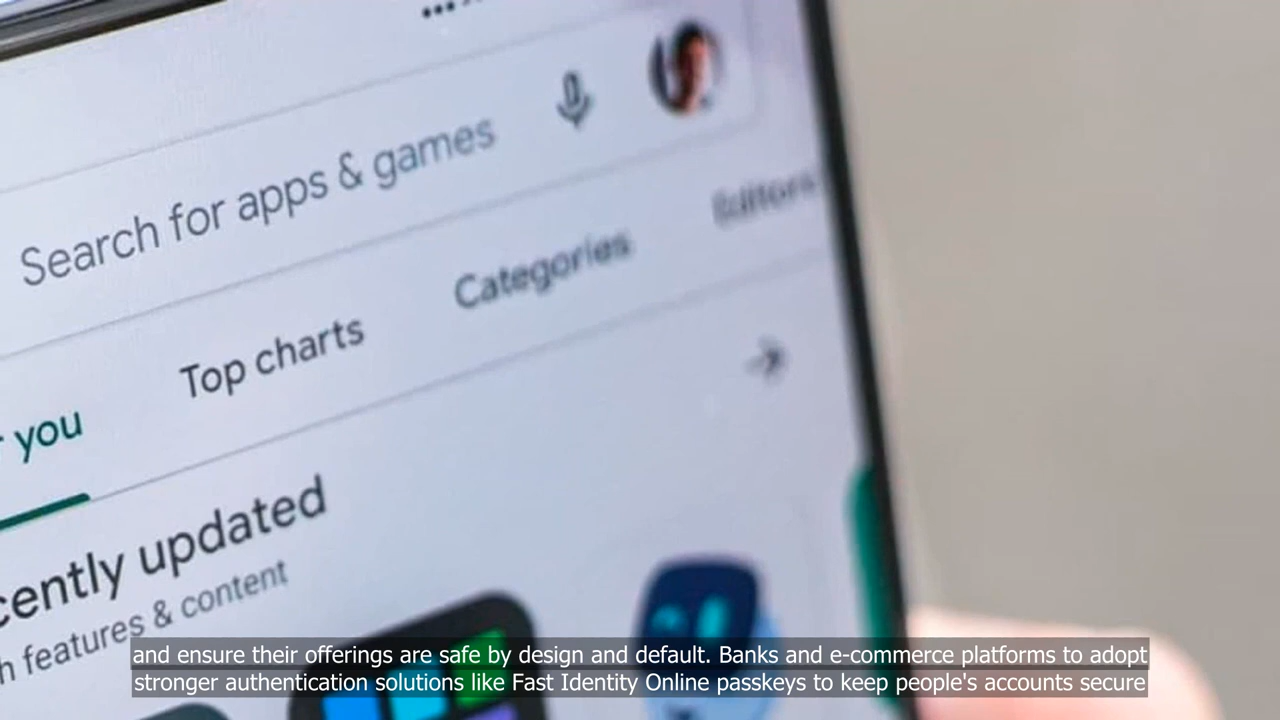 Search for apps & games
Editors
Categories
Top charts
you
cently updated
features & content
and ensure their offerings are safe by design and default. Banks and e-commerce platforms to adopt
stronger authentication solutions like Fast Identity Online passkeys to keep people's accounts secure